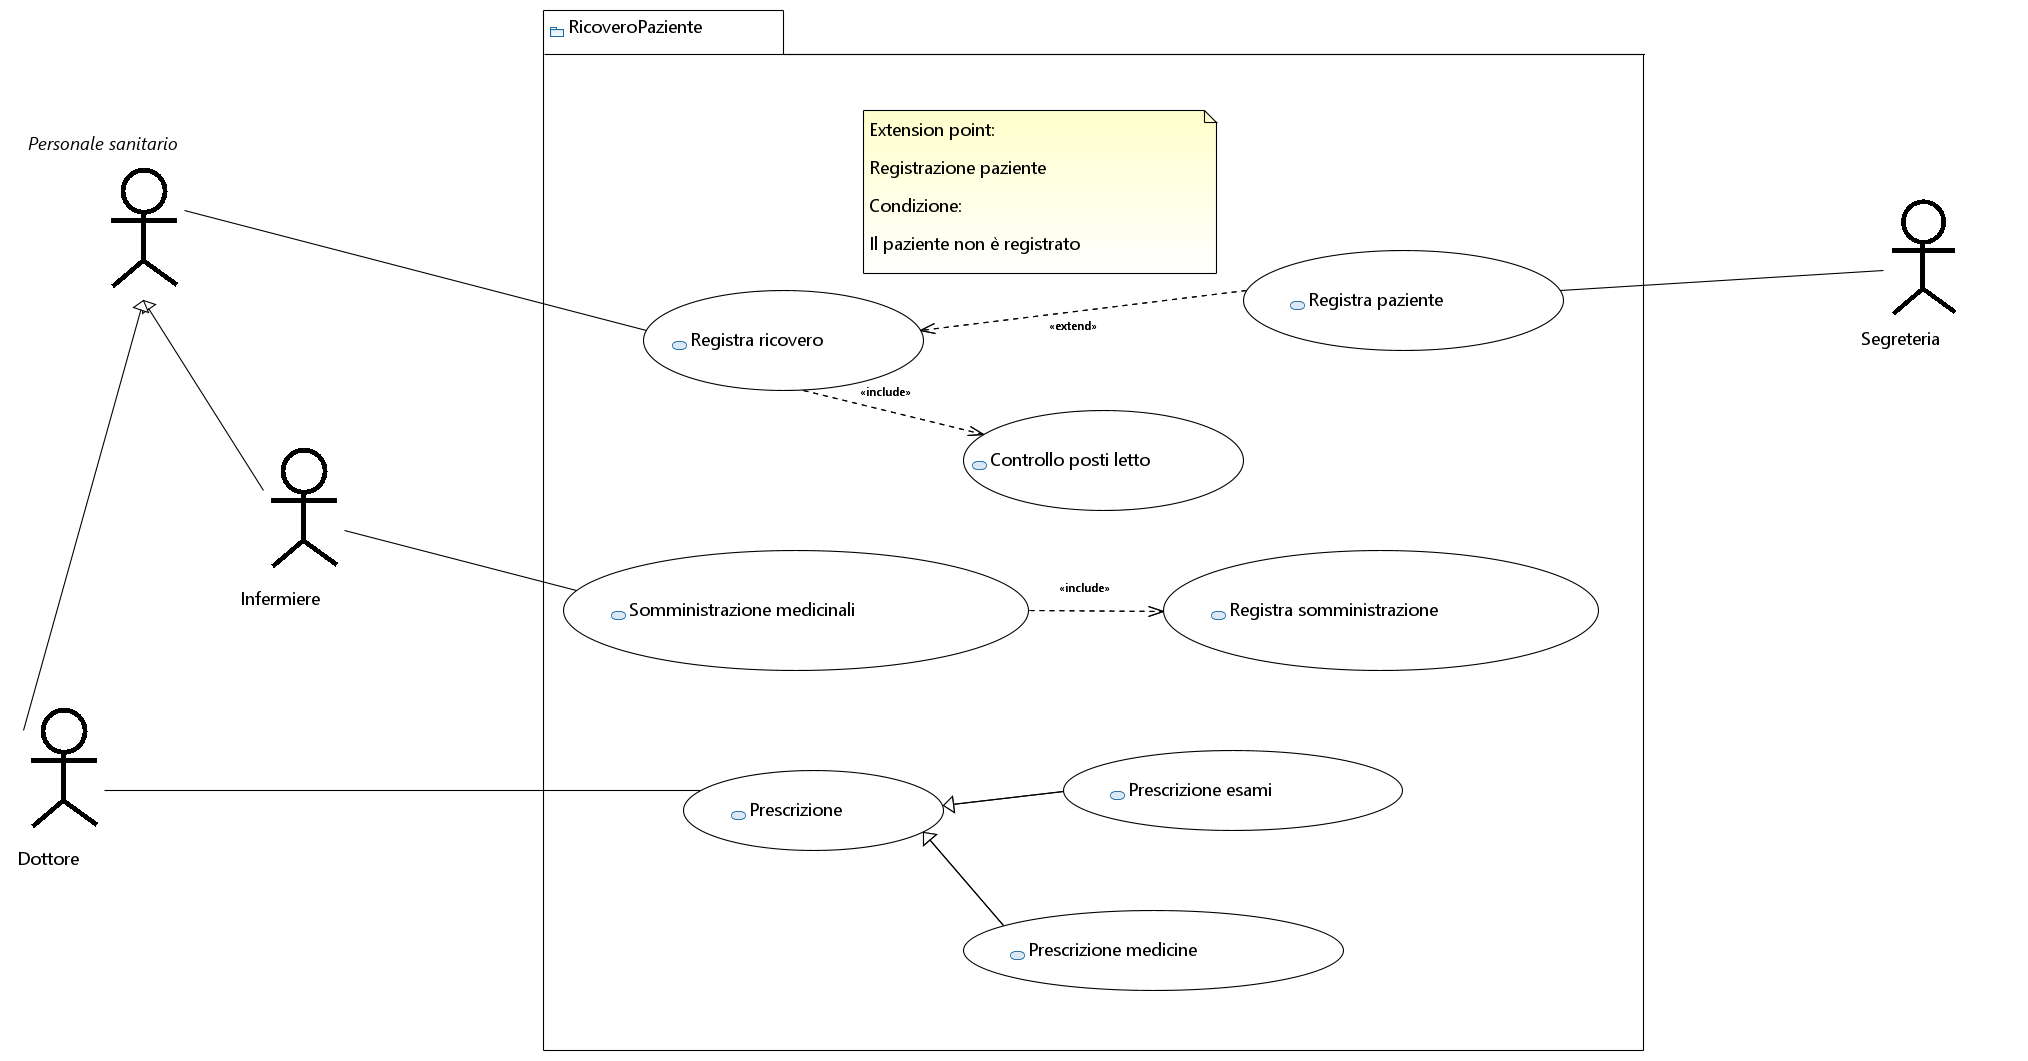 RicoveroPaziente
Extension point:
Registrazione paziente
Condizione:
Il paziente non è registrato
Personale sanitario
Registra paziente
«extend»
Registra ricovero
Segreteria
«include»
Controllo posti letto
Infermiere
Somministrazione medicinali
«include»
Registra somministrazione
Prescrizione esami
Prescrizione
Dottore
Prescrizione medicine